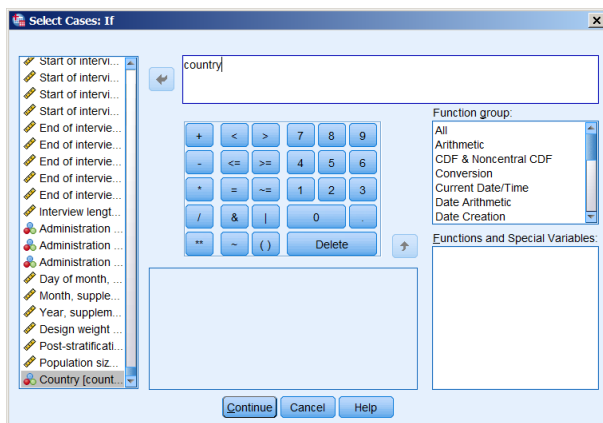 Select Cases: If
Start of intervi...
Start of intervi...
Start of intervi...
Start of intervi...
End of intervie...
End of intervie...
End of intervie...
End of intervie...
End of intervie...
Interview lengt...
Administration ...
Administration ...
Administration ...
Day of month, ...
Month, supple...
Year, supplem...
Design weight ...
Post-stratificati...
Population siz...
Country [count...
country
+ < > 7 8 9
- <= >= 4 5 6
* = ~= 1 2 3
/ & | 0 .
** ~ ( ) Delete
Function group:
All
Arithmetic
CDF & Noncentral CDF
Conversion
Current Date/Time
Date Arithmetic
Date Creation
Functions and Special Variables:
Continue Cancel Help